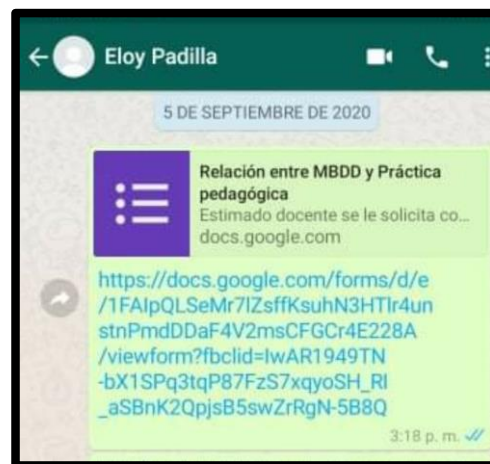 Eloy Padilla
5 DE SEPTIEMBRE DE 2020
Relación entre MBDD y Práctica
pedagógica
Estimado docente se le solicita co...
docs.google.com
https://docs.google.com/forms/d/e
/1FAIpQLSeMr7lZsffKsuhN3HTlr4un
stnPmdDDaF4V2msCFGCr4E228A
/viewform?fbclid=IwAR1949TN
-bX1SPq3tqP87FzS7xqyoSH_Rl
_aSBnK2QpjsB5swZrRgN-5B8Q
3:18 p. m.